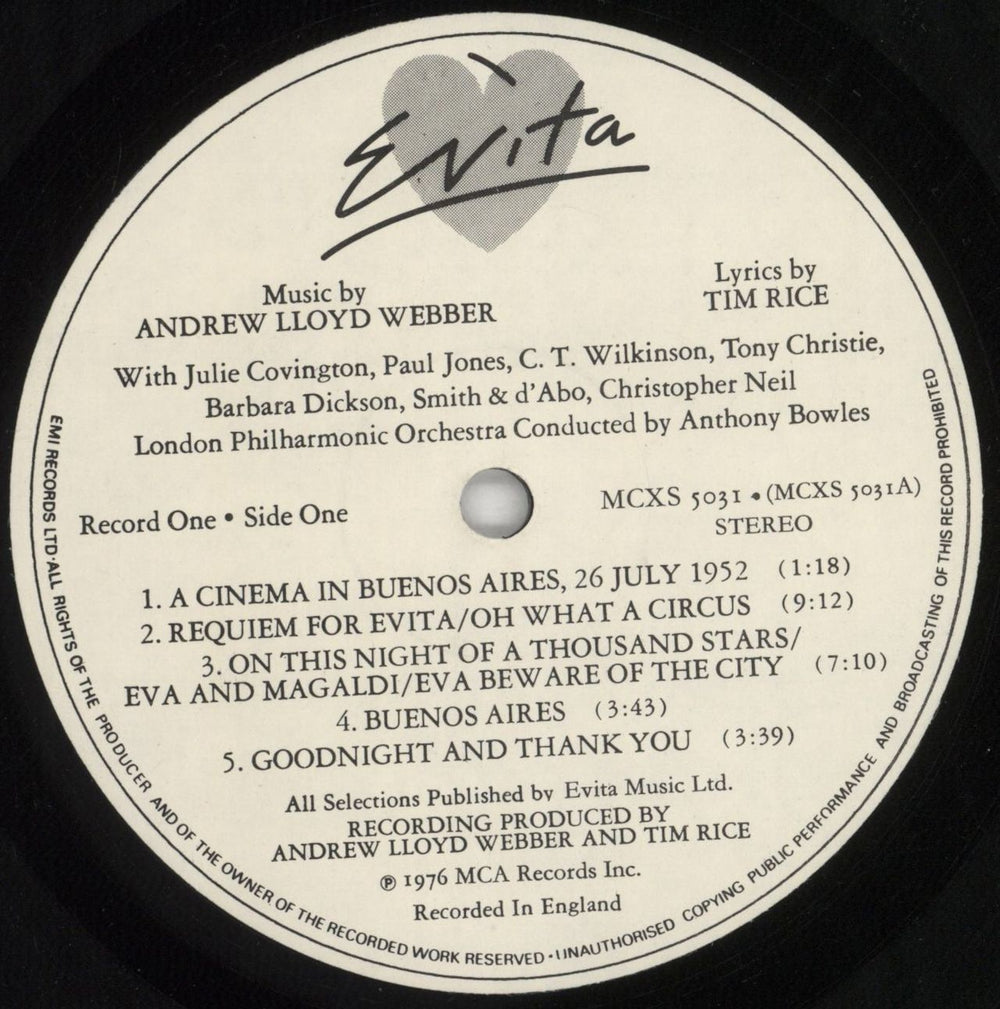 Evita
Music by
ANDREW LLOYD WEBBER
Lyrics by
TIM RICE
With Julie Covington, Paul Jones, C. T. Wilkinson, Tony Christie,
Barbara Dickson, Smith & d'Abo, Christopher Neil
London Philharmonic Orchestra Conducted by Anthony Bowles
Record One • Side One
MCXS 5031 • (MCXS 5031A)
STEREO
1. A CINEMA IN BUENOS AIRES, 26 JULY 1952 (1:18)
2. REQUIEM FOR EVITA/OH WHAT A CIRCUS (9:12)
3. ON THIS NIGHT OF A THOUSAND STARS/
EVA AND MAGALDI/EVA BEWARE OF THE CITY (7:10)
4. BUENOS AIRES (3:43)
5. GOODNIGHT AND THANK YOU (3:39)
All Selections Published by Evita Music Ltd.
RECORDING PRODUCED BY
ANDREW LLOYD WEBBER AND TIM RICE
℗ 1976 MCA Records Inc.
Recorded In England
EMI RECORDS LTD·ALL RIGHTS OF THE PRODUCER AND OF THE OWNER OF THE RECORDED WORK RESERVED·UNAUTHORISED COPYING PUBLIC PERFORMANCE AND BROADCASTING OF THIS RECORD PROHIBITED